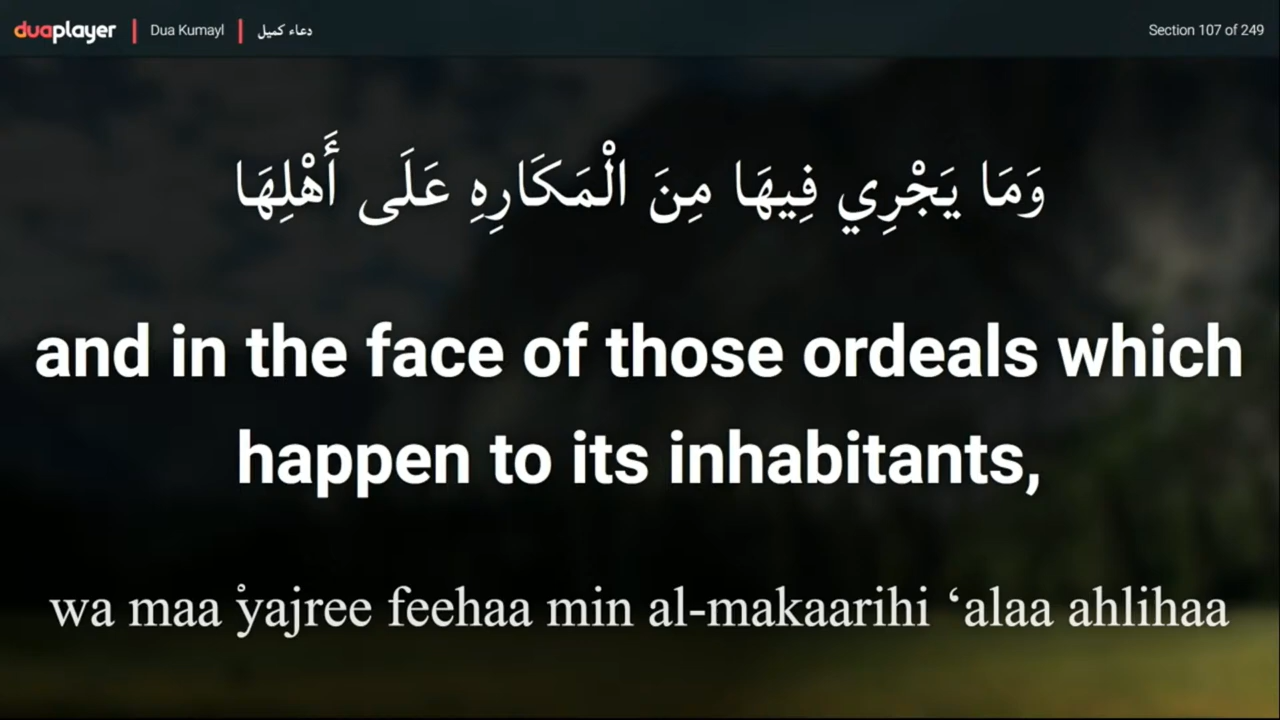 duaplayer | Dua Kumayl | دعاء كميل Section 107 of 249
وَمَا يَجْرِي فِيهَا مِنَ الْمَكَارِهِ عَلَى أَهْلِهَا
and in the face of those ordeals which
happen to its inhabitants,
wa maa ẙajree feehaa min al-makaarihi ‘alaa ahlihaa